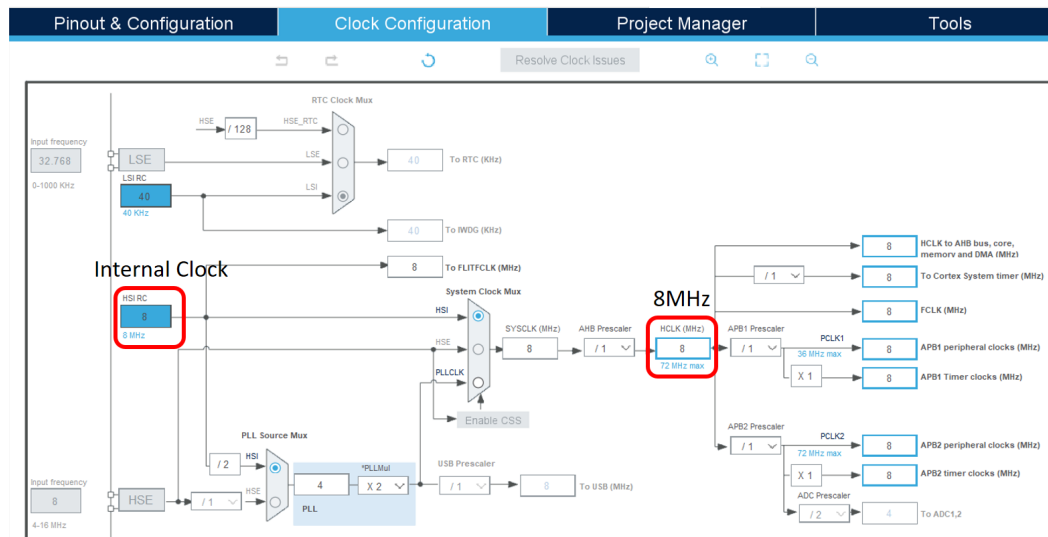 Pinout & Configuration
Clock Configuration
Project Manager
Tools
Resolve Clock Issues
RTC Clock Mux
HSE
/ 128
HSE_RTC
Input frequency
32.768
0-1000 KHz
LSE
LSE
40
To RTC (KHz)
LSI RC
40
40 KHz
LSI
40
To IWDG (KHz)
Internal Clock
8
To FLITFCLK (MHz)
HSI RC
8
8 MHz
System Clock Mux
HSI
HSE
PLLCLK
SYSCLK (MHz)
8
AHB Prescaler
/ 1
8MHz
HCLK (MHz)
8
72 MHz max
8
HCLK to AHB bus, core,
memory and DMA (MHz)
/ 1
8
To Cortex System timer (MHz)
8
FCLK (MHz)
APB1 Prescaler
/ 1
PCLK1
36 MHz max
8
APB1 peripheral clocks (MHz)
X 1
8
APB1 Timer clocks (MHz)
Enable CSS
PLL Source Mux
/ 2
HSI
HSE
4
*PLLMul
X 2
PLL
USB Prescaler
/ 1
8
To USB (MHz)
APB2 Prescaler
/ 1
PCLK2
72 MHz max
8
APB2 peripheral clocks (MHz)
X 1
8
APB2 timer clocks (MHz)
ADC Prescaler
/ 2
4
To ADC1,2
Input frequency
8
4-16 MHz
HSE
/ 1